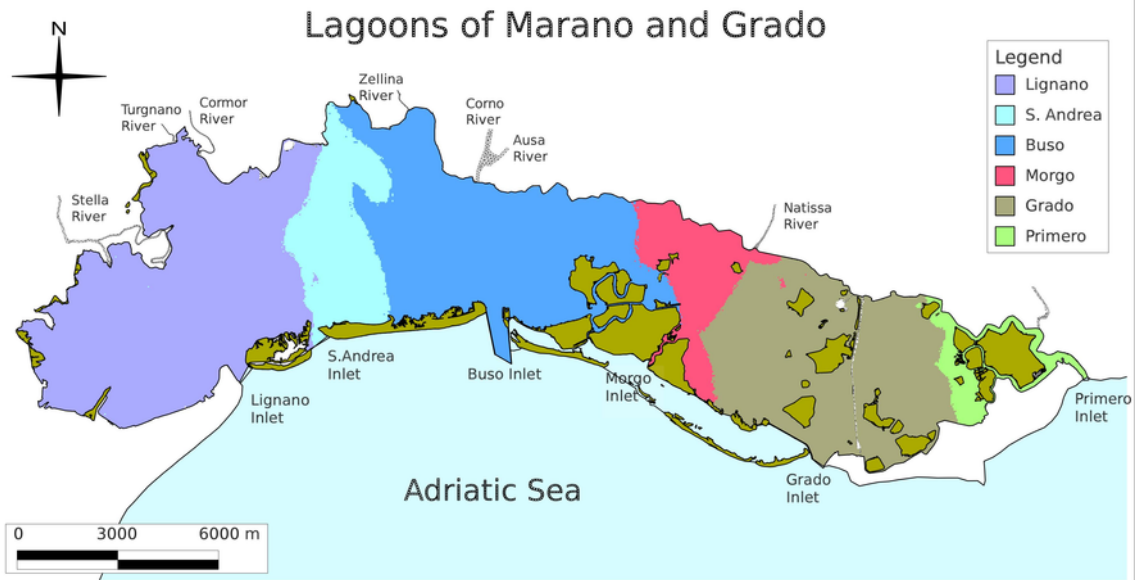 Lagoons of Marano and Grado
N
Legend
Lignano
S. Andrea
Buso
Morgo
Grado
Primero
Zellina
River
Turgnano
River
Cormor
River
Corno
River
Ausa
River
Stella
River
Natissa
River
S.Andrea
Inlet
Buso Inlet
Morgo
Inlet
Lignano
Inlet
Primero
Inlet
Grado
Inlet
Adriatic Sea
0 3000 6000 m